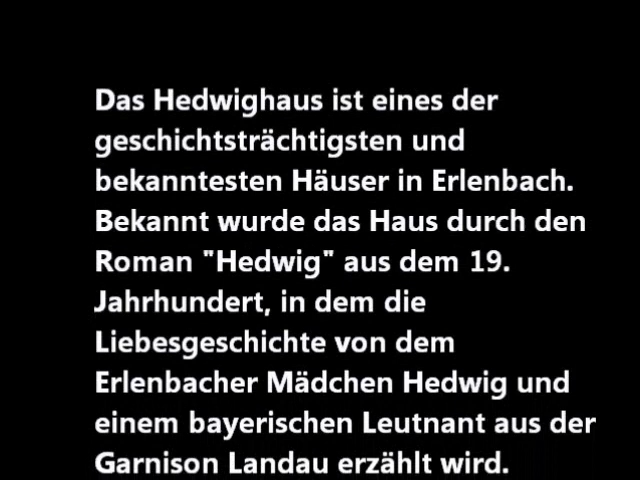 Das Hedwighaus ist eines der
geschichtsträchtigsten und
bekanntesten Häuser in Erlenbach.
Bekannt wurde das Haus durch den
Roman "Hedwig" aus dem 19.
Jahrhundert, in dem die
Liebesgeschichte von dem
Erlenbacher Mädchen Hedwig und
einem bayerischen Leutnant aus der
Garnison Landau erzählt wird.